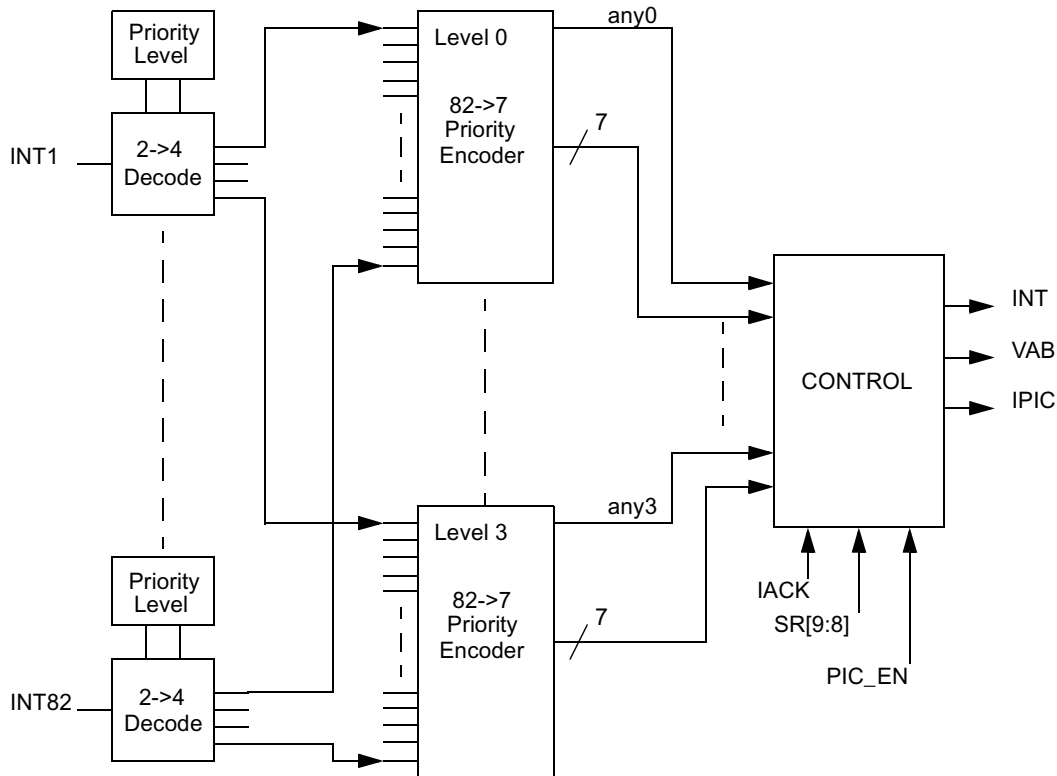 Priority
Level
INT1
2->4
Decode
Level 0
82->7
Priority
Encoder
any0
7
CONTROL
INT
VAB
IPIC
IACK
SR[9:8]
PIC_EN
Priority
Level
INT82
2->4
Decode
Level 3
82->7
Priority
Encoder
any3
7